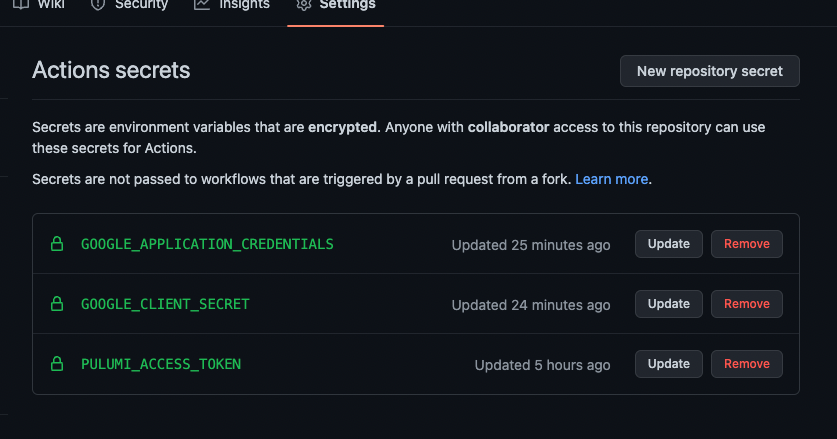 Wiki Security Insights Settings
Actions secrets New repository secret
Secrets are environment variables that are encrypted. Anyone with collaborator access to this repository can use
these secrets for Actions.
Secrets are not passed to workflows that are triggered by a pull request from a fork. Learn more.
GOOGLE_APPLICATION_CREDENTIALS Updated 25 minutes ago Update Remove
GOOGLE_CLIENT_SECRET Updated 24 minutes ago Update Remove
PULUMI_ACCESS_TOKEN Updated 5 hours ago Update Remove